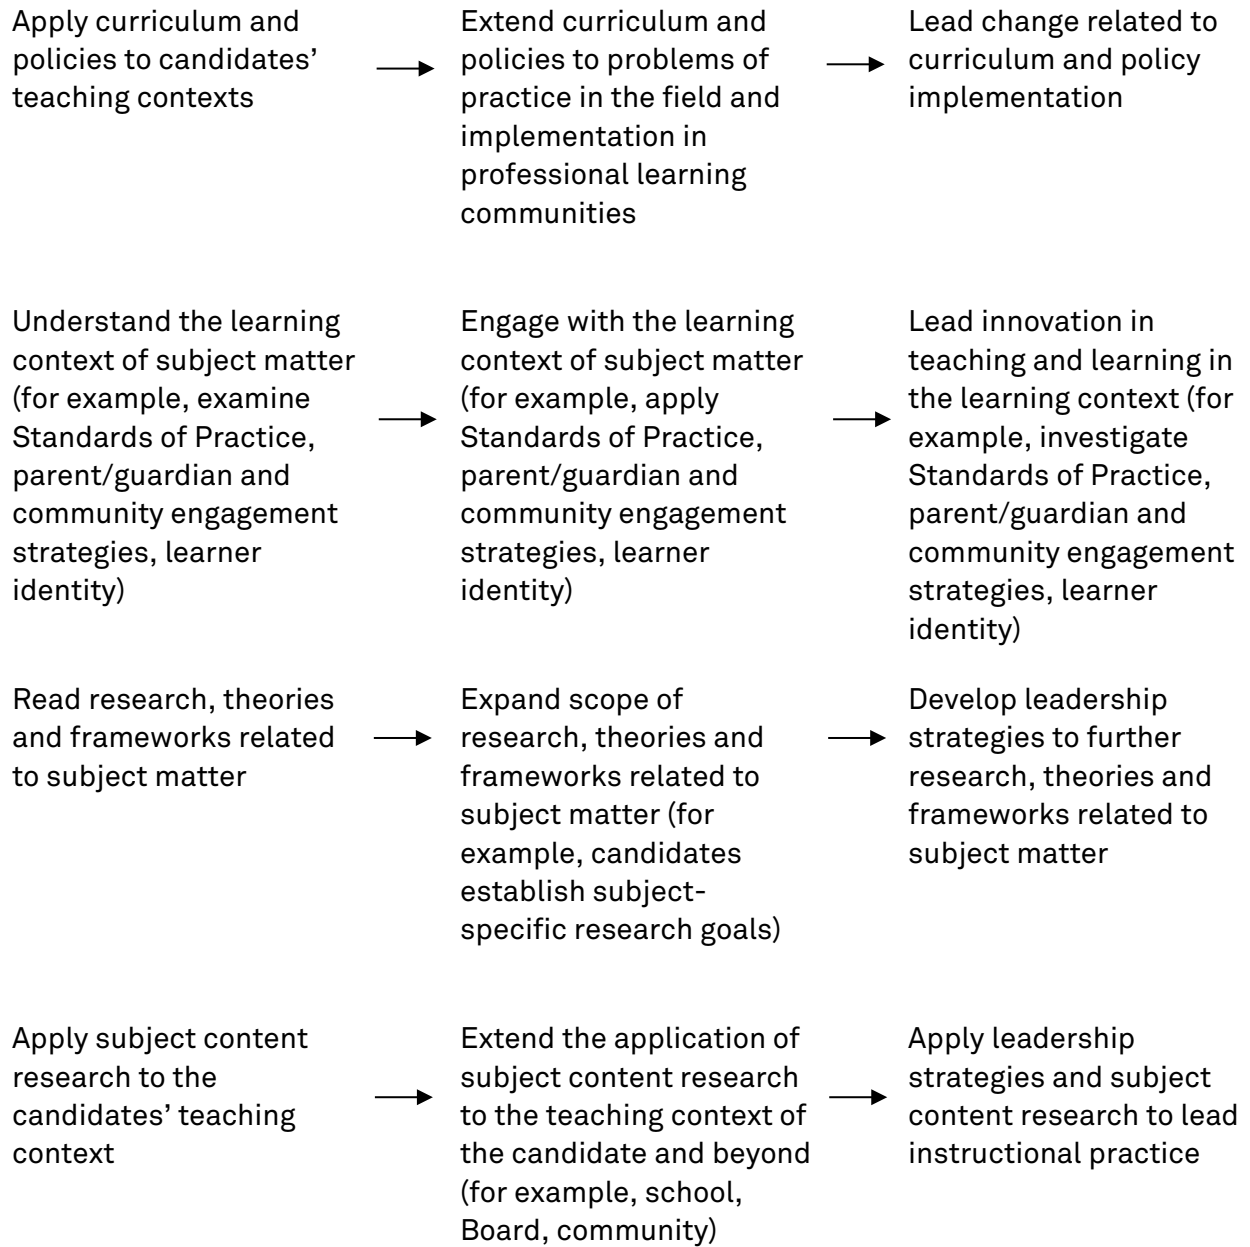 Apply curriculum and
policies to candidates’
teaching contexts
Extend curriculum and
policies to problems of
practice in the field and
implementation in
professional learning
communities
Lead change related to
curriculum and policy
implementation
Understand the learning
context of subject matter
(for example, examine
Standards of Practice,
parent/guardian and
community engagement
strategies, learner
identity)
Engage with the learning
context of subject matter
(for example, apply
Standards of Practice,
parent/guardian and
community engagement
strategies, learner
identity)
Lead innovation in
teaching and learning in
the learning context (for
example, investigate
Standards of Practice,
parent/guardian and
community engagement
strategies, learner
identity)
Read research, theories
and frameworks related
to subject matter
Expand scope of
research, theories and
frameworks related to
subject matter (for
example, candidates
establish subject-
specific research goals)
Develop leadership
strategies to further
research, theories and
frameworks related to
subject matter
Apply subject content
research to the
candidates’ teaching
context
Extend the application of
subject content research
to the teaching context of
the candidate and beyond
(for example, school,
Board, community)
Apply leadership
strategies and subject
content research to lead
instructional practice